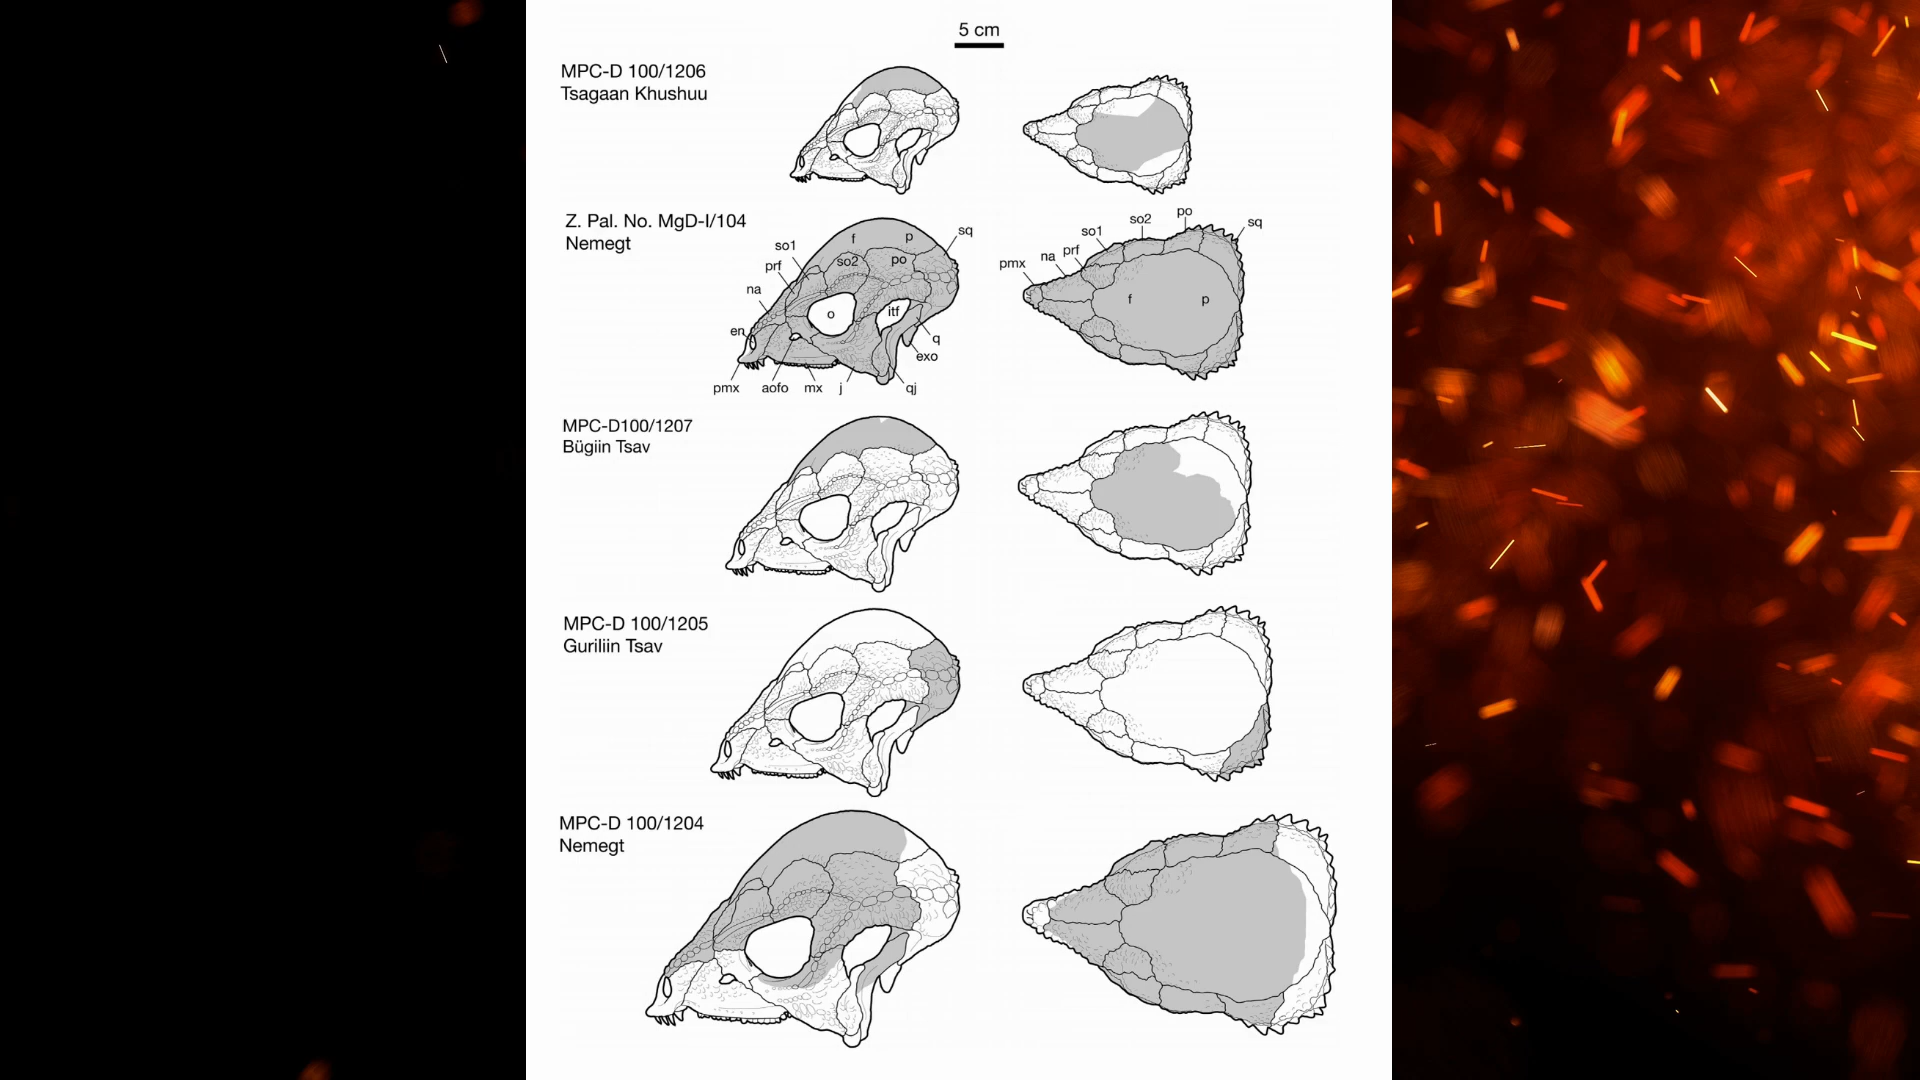 5 cm
MPC-D 100/1206
Tsagaan Khushuu
Z. Pal. No. MgD-I/104
Nemegt
f
p
sq
so1
so2
po
prf
na
o
itf
en
q
exo
pmx
aofo
mx
j
qj
po
sq
so2
so1
prf
na
pmx
f
p
MPC-D100/1207
Bügiin Tsav
MPC-D 100/1205
Guriliin Tsav
MPC-D 100/1204
Nemegt